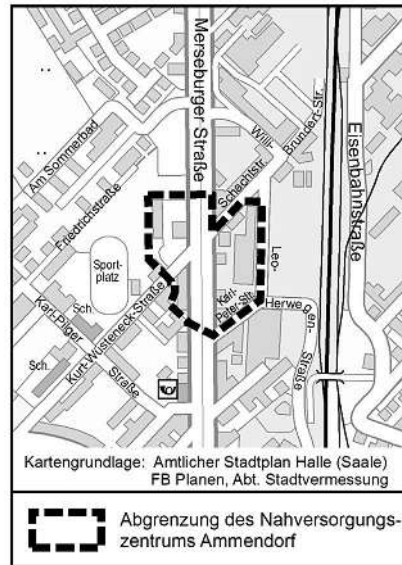 Merseburger Straße
Am Sommerbad
Friedrichstraße
Willi-
Brundert-Str.
Schachtstr.
Eisenbahnstraße
Sport-
platz
Leo-
Herwe
gen-
Straße
Karl-
Peter-Str.
Kurt-Wüsteneck-Straße
Karl-Pilger
Straße
Sch.
Sch.
Kartengrundlage: Amtlicher Stadtplan Halle (Saale)
FB Planen, Abt. Stadtvermessung
Abgrenzung des Nahversorgungs-
zentrums Ammendorf